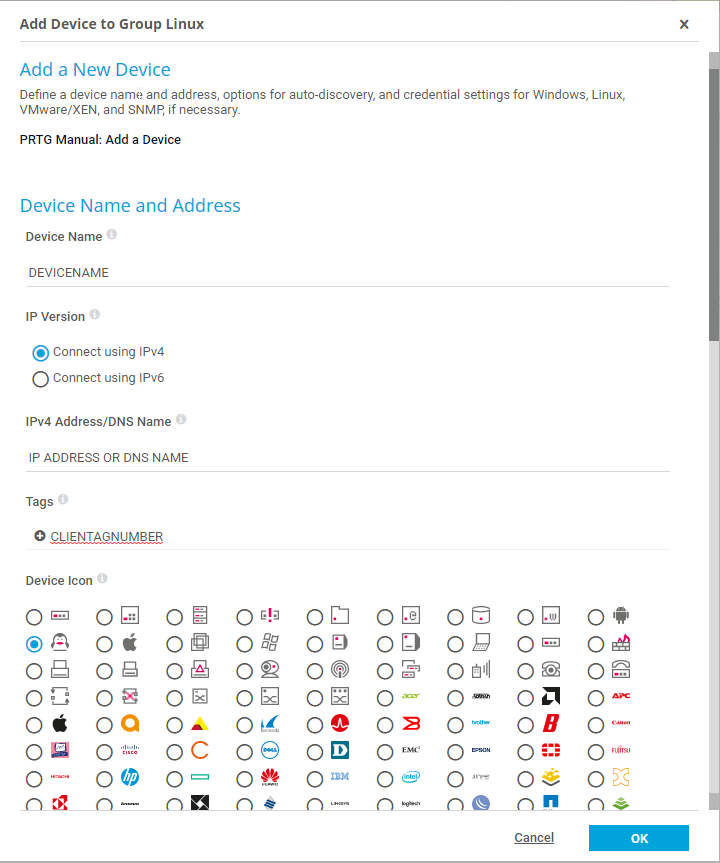 Add Device to Group Linux
Add a New Device
Define a device name and address, options for auto-discovery, and credential settings for Windows, Linux,
VMware/XEN, and SNMP, if necessary.
PRTG Manual: Add a Device
Device Name and Address
Device Name
DEVICENAME
IP Version
Connect using IPv4
Connect using IPv6
IPv4 Address/DNS Name
IP ADDRESS OR DNS NAME
Tags
CLIENTAGNUMBER
Device Icon
acer
APC
brother
Canon
CISCO
DELL
EMC²
EPSON
FUJITSU
HITACHI
hp
HUAWEI
IBM
intel
LINKSYS
logitech
Cancel
OK